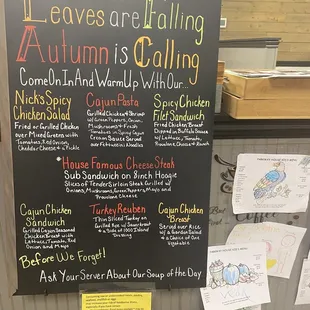 Leaves are Falling
Autumn is Calling
Come On In And Warm Up With Our...
Nick's Spicy
Chicken Salad
Fried or Grilled Chicken
over Mixed Greens with
Tomatoes, Red Onion,
Cheddar Cheese & a Pickle
Cajun Pasta
Grilled Chicken & Shrimp
w/ Green Peppers, Onion,
Mushrooms & Fresh
Tomatoes in Spicy Cajun
Cream Sauce Served
over Fettuccini Noodles
Spicy Chicken
Filet Sandwich
Fried Chicken Breast
Dipped in Buffalo Sauce
w/ Lettuce, Tomato,
Provolone Cheese & Ranch
House Famous Cheese Steak
Sub Sandwich on 8inch Hoagie
Slices of Tenderloin Steak Grilled w/
Onions, Mushrooms, Green Peppers, Mayo and
Provolone Cheese
Cajun Chicken
Sandwich
Grilled Cajun Seasoned
Chicken Breast with
Lettuce, Tomato, Red
Onion and Mayo
Turkey Reuben
Thin Sliced Turkey on
Grilled Rye w/ Sauerkraut
& a Side of 1000 Island
Dressing
Cajun Chicken
Breast
Served over Rice
w/ a Garden Salad
& a Choice of One
Vegetable
Before We Forget!
Ask Your Server About Our Soup of the Day